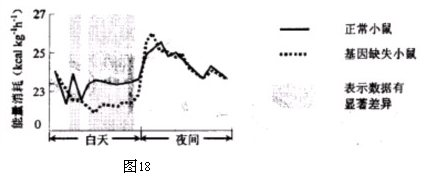 能量消耗 (kcal kg⁻¹h⁻¹)
27
25
23
0
白天
夜间
正常小鼠
基因缺失小鼠
表示数据有
显著差异
图18